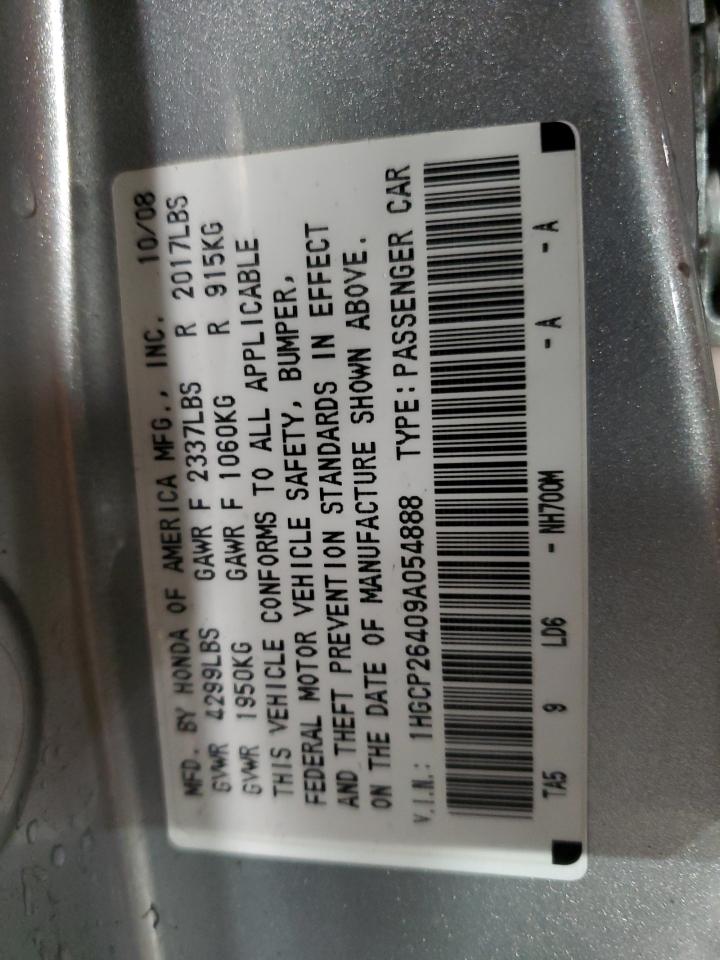 MFD. BY HONDA OF AMERICA MFG., INC. 10/08
GVWR 4299LBS GAWR F 2337LBS R 2017LBS
GVWR 1950KG GAWR F 1060KG R 915KG
THIS VEHICLE CONFORMS TO ALL APPLICABLE
FEDERAL MOTOR VEHICLE SAFETY, BUMPER,
AND THEFT PREVENTION STANDARDS IN EFFECT
ON THE DATE OF MANUFACTURE SHOWN ABOVE.
V.I.N.: 1HGCP26409A054888 TYPE:PASSENGER CAR
TA5 9 LD6 - NH700M - A - A